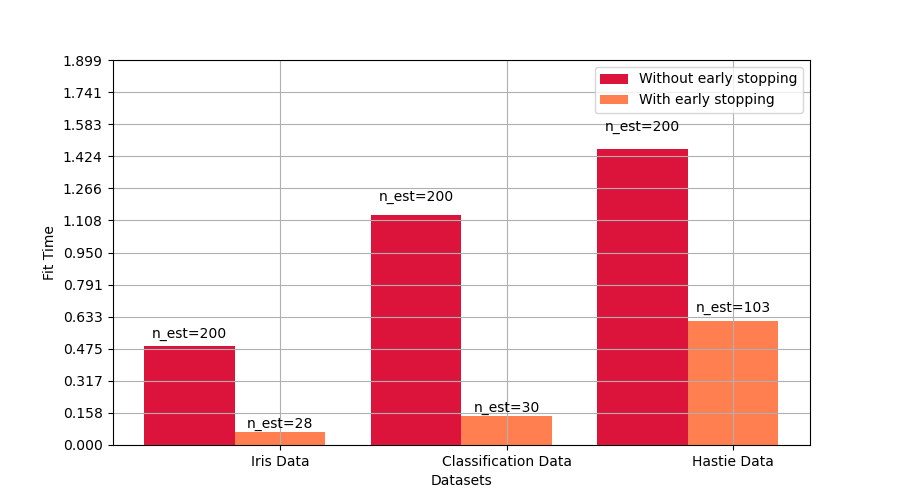 1.899
1.741
1.583
1.424
1.266
1.108
0.950
0.791
0.633
0.475
0.317
0.158
0.000
Fit Time
Without early stopping
With early stopping
n_est=200
n_est=200
n_est=103
n_est=200
n_est=30
n_est=28
Iris Data
Classification Data
Hastie Data
Datasets